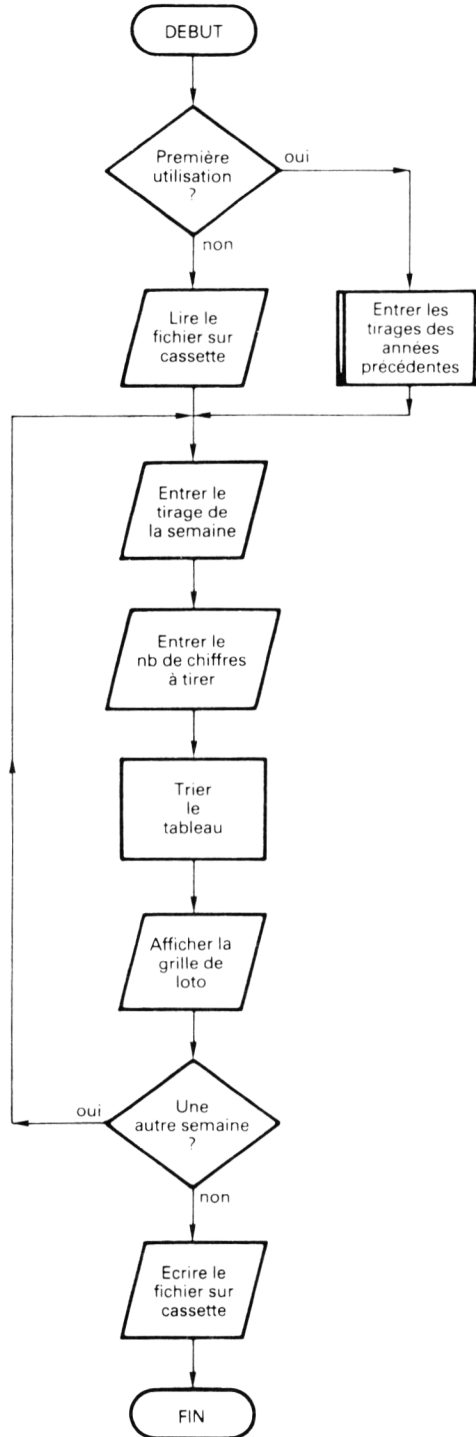 DEBUT
Première
utilisation
?
oui
non
Lire le
fichier sur
cassette
Entrer les
tirages des
années
précédentes
Entrer le
tirage de
la semaine
Entrer le
nb de chiffres
à tirer
Trier
le
tableau
Afficher la
grille de
loto
oui
Une
autre semaine
?
non
Ecrire le
fichier sur
cassette
FIN